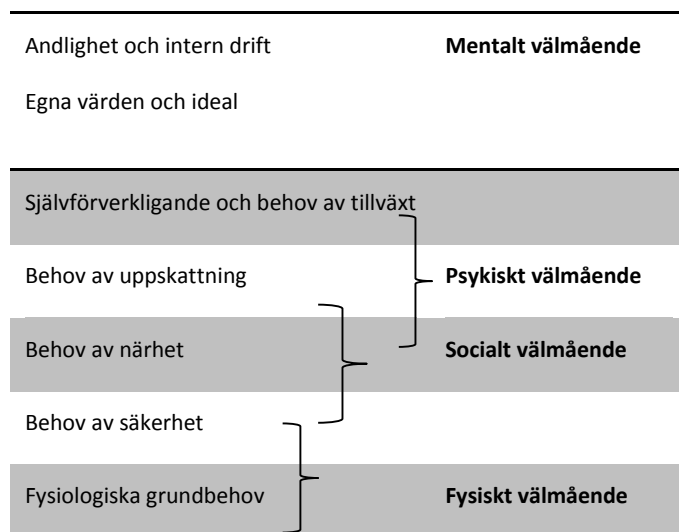 Andlighet och intern drift Mentalt välmående
Egna värden och ideal
Självförverkligande och behov av tillväxt
Behov av uppskattning Psykiskt välmående
Behov av närhet Socialt välmående
Behov av säkerhet
Fysiologiska grundbehov Fysiskt välmående